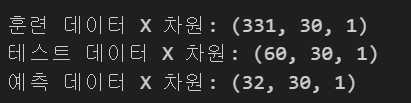 훈련 데이터 X 차원: (331, 30, 1)
테스트 데이터 X 차원: (60, 30, 1)
예측 데이터 X 차원: (32, 30, 1)